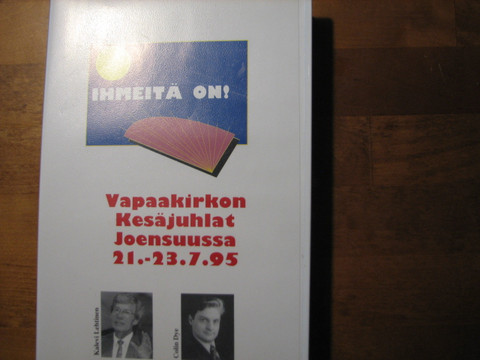 IHMEITÄ ON!
Vapaakirkon
Kesäjuhlat
Joensuussa
21.-23.7.95
Kalevi Lehtinen
Colin Dye